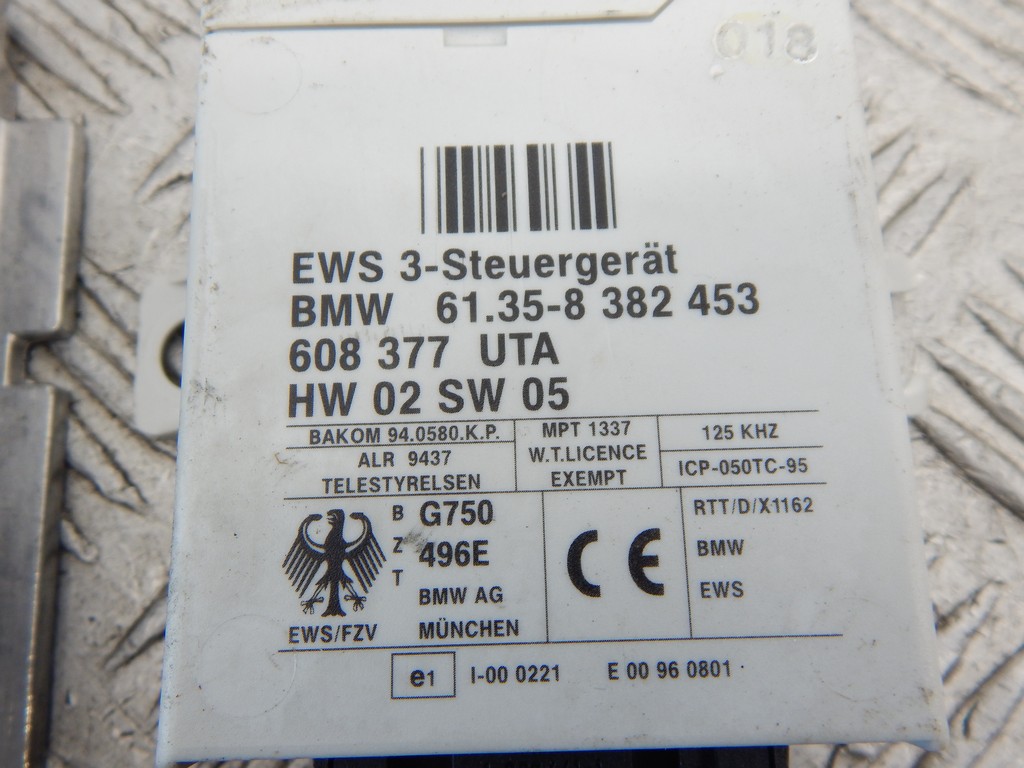 018
EWS 3-Steuergerät
BMW 61.35-8 382 453
608 377 UTA
HW 02 SW 05
BAKOM 94.0580.K.P.
ALR 9437
TELESTYRELSEN
MPT 1337
W.T.LICENCE
EXEMPT
125 KHZ
ICP-050TC-95
EWS/FZV
BZT
G750
496E
BMW AG
MÜNCHEN
CE
RTT/D/X1162
BMW
EWS
e1 I-00 0221 E 00 96 0801